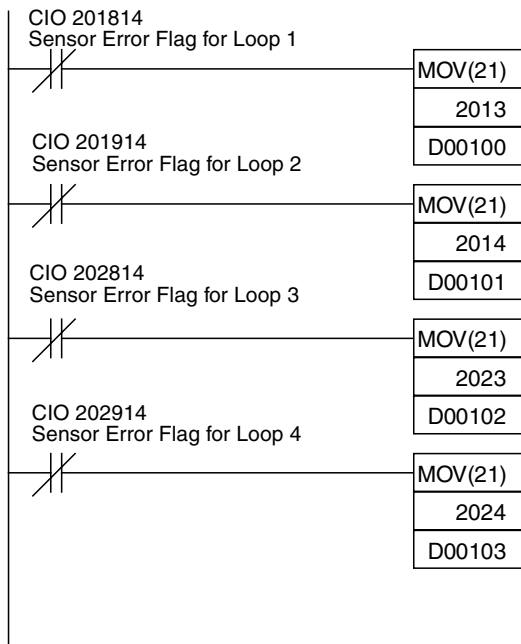 CIO 201814
Sensor Error Flag for Loop 1
MOV(21)
2013
D00100
CIO 201914
Sensor Error Flag for Loop 2
MOV(21)
2014
D00101
CIO 202814
Sensor Error Flag for Loop 3
MOV(21)
2023
D00102
CIO 202914
Sensor Error Flag for Loop 4
MOV(21)
2024
D00103